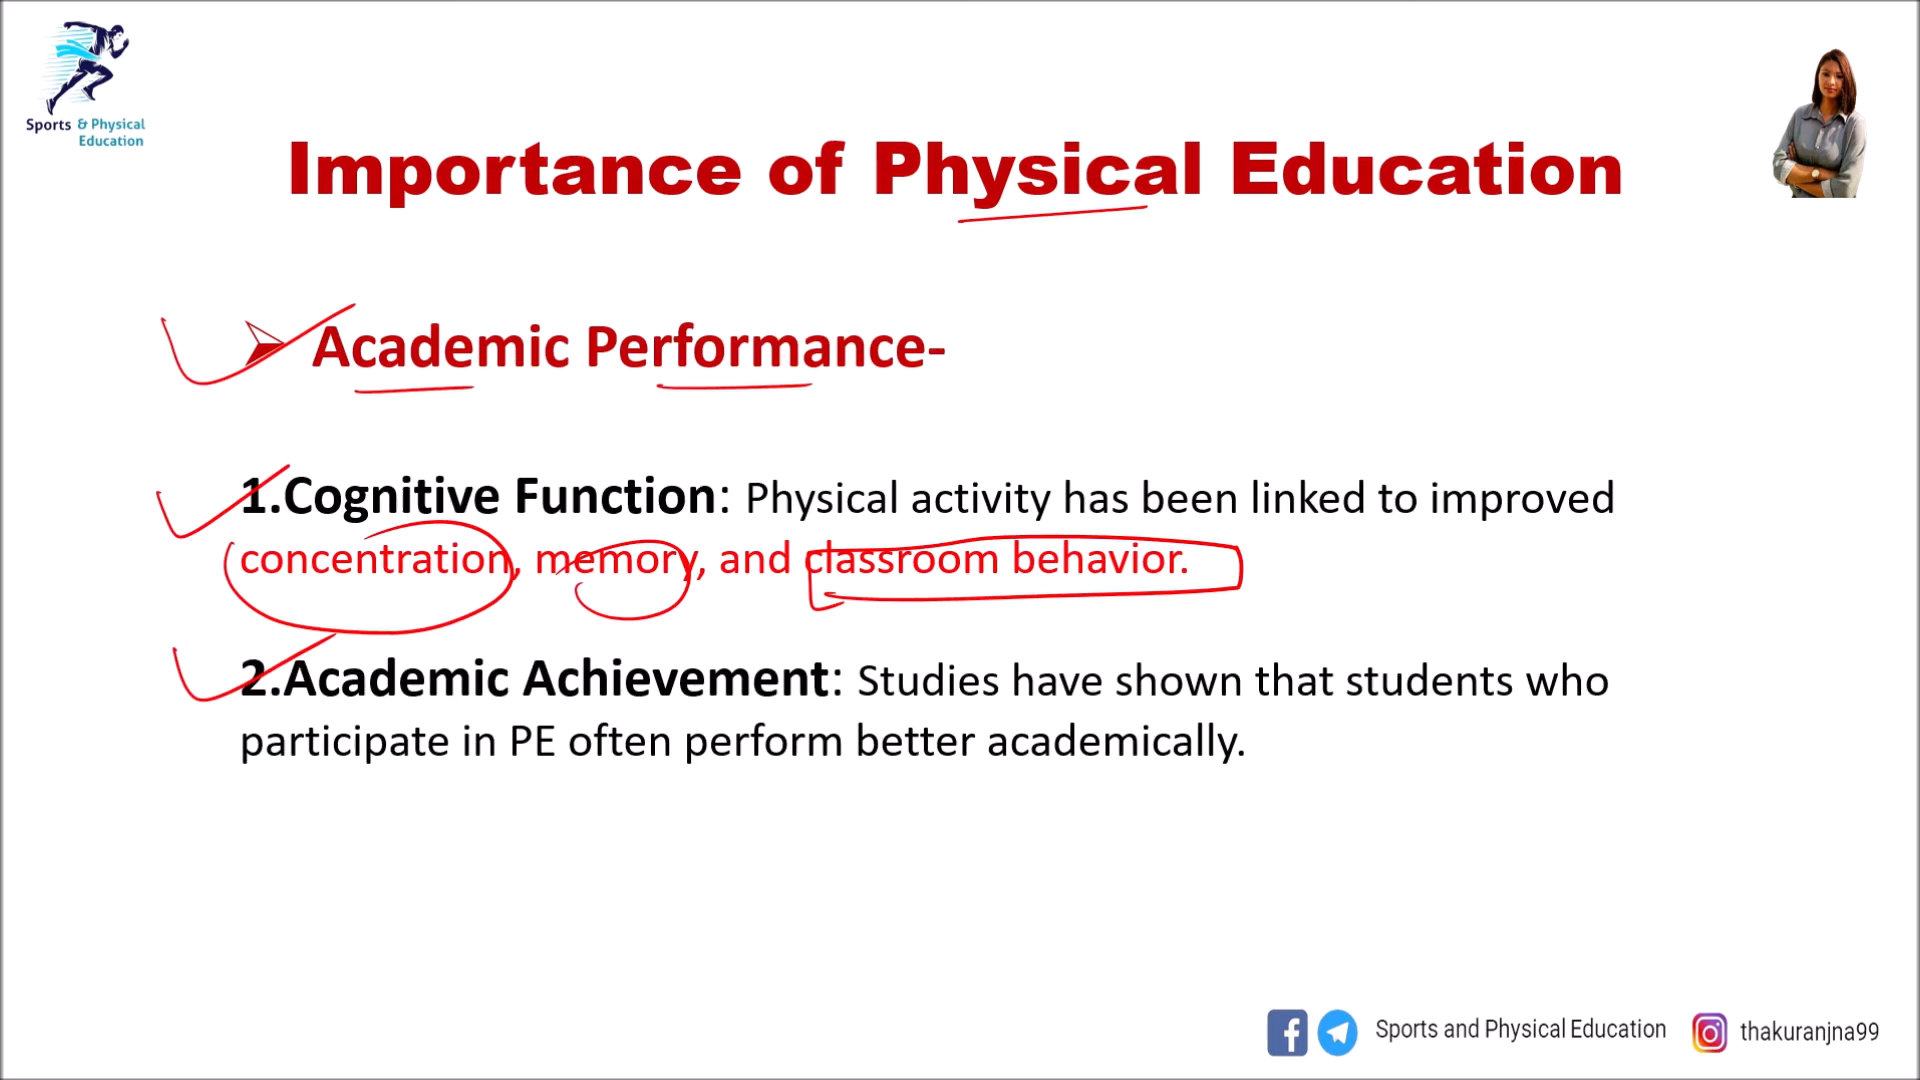 Sports & Physical
Education
Importance of Physical Education
Academic Performance-
1.Cognitive Function: Physical activity has been linked to improved
concentration, memory, and classroom behavior.
2.Academic Achievement: Studies have shown that students who
participate in PE often perform better academically.
Sports and Physical Education thakuranjna99